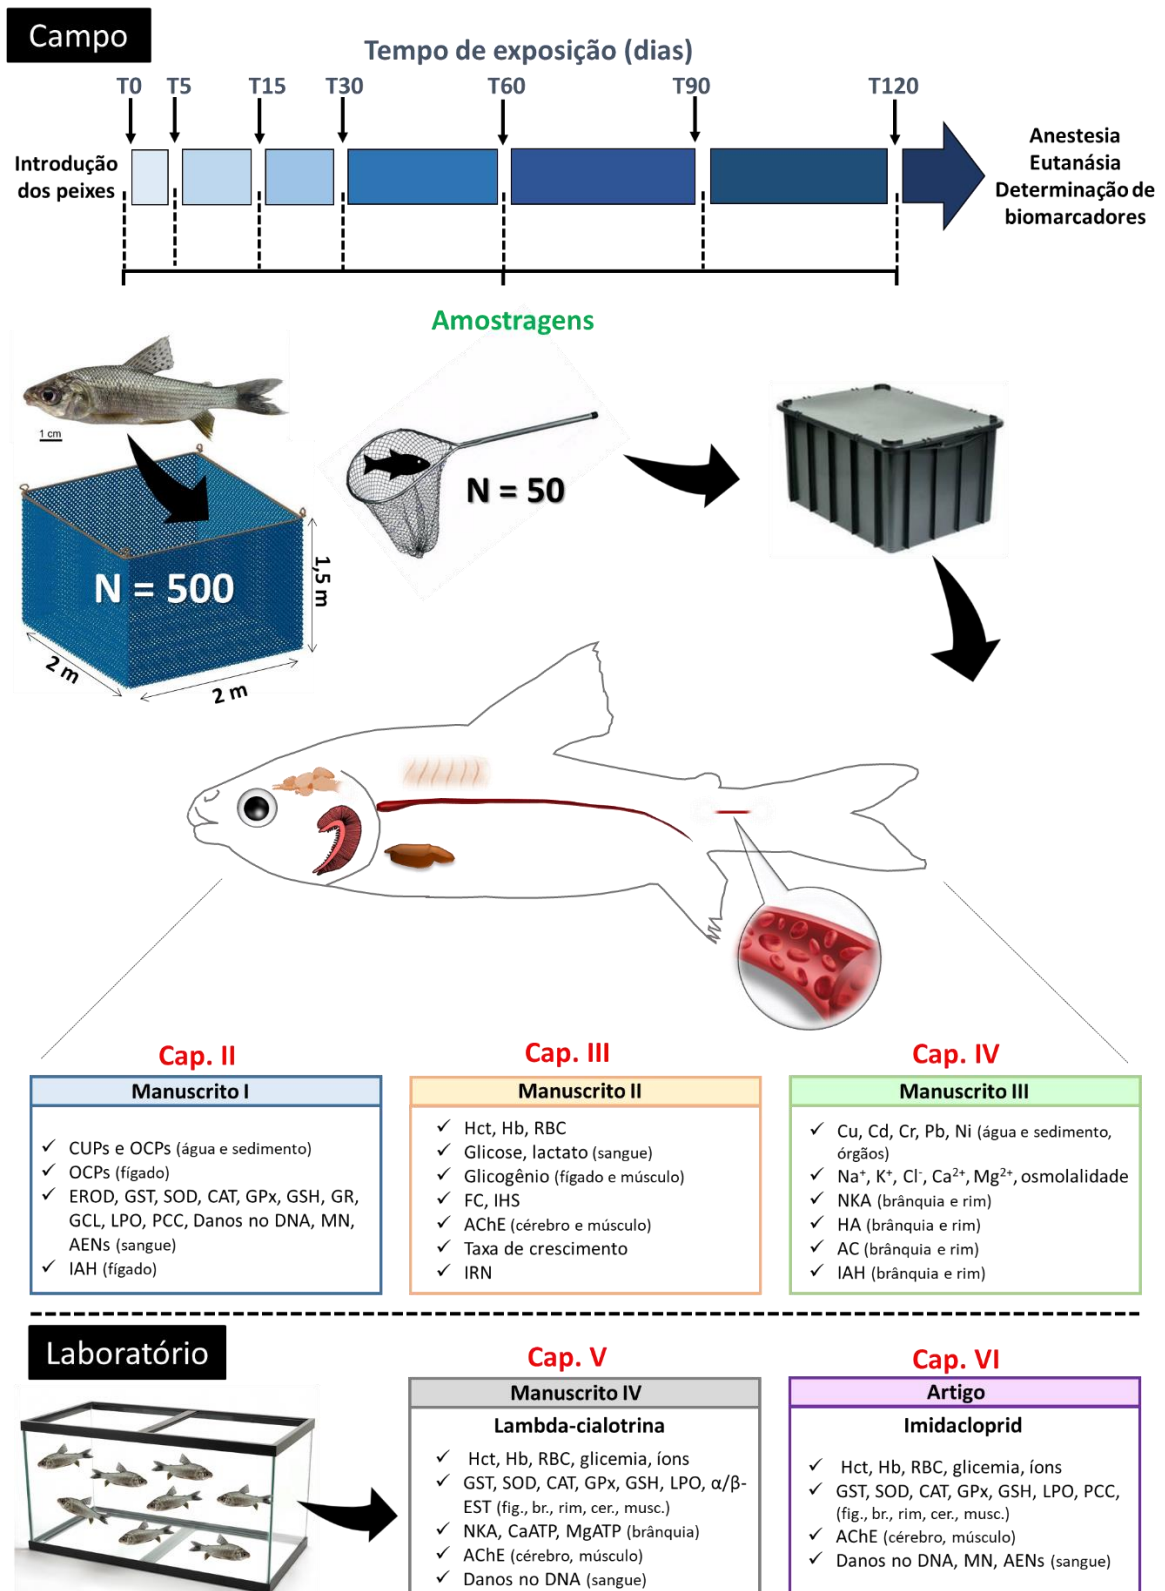 Campo
Tempo de exposição (dias)
T0 T5 T15 T30 T60 T90 T120
Introdução
dos peixes
Anestesia
Eutanásia
Determinação de
biomarcadores
Amostragens
1 cm
N = 50
N = 500
1,5 m
2 m
2 m
Cap. II
Manuscrito I
✓ CUPs e OCPs (água e sedimento)
✓ OCPs (fígado)
✓ EROD, GST, SOD, CAT, GPx, GSH, GR,
GCL, LPO, PCC, Danos no DNA, MN,
AENs (sangue)
✓ IAH (fígado)
Cap. III
Manuscrito II
✓ Hct, Hb, RBC
✓ Glicose, lactato (sangue)
✓ Glicogênio (fígado e músculo)
✓ FC, IHS
✓ AChE (cérebro e músculo)
✓ Taxa de crescimento
✓ IRN
Cap. IV
Manuscrito III
✓ Cu, Cd, Cr, Pb, Ni (água e sedimento,
órgãos)
✓ Na⁺, K⁺, Cl⁻, Ca²⁺, Mg²⁺, osmolalidade
✓ NKA (brânquia e rim)
✓ HA (brânquia e rim)
✓ AC (brânquia e rim)
✓ IAH (brânquia e rim)
Laboratório
Cap. V
Manuscrito IV
Lambda-cialotrina
✓ Hct, Hb, RBC, glicemia, íons
✓ GST, SOD, CAT, GPx, GSH, LPO, α/β-
EST (fig., br., rim, cer., musc.)
✓ NKA, CaATP, MgATP (brânquia)
✓ AChE (cérebro, músculo)
✓ Danos no DNA (sangue)
Cap. VI
Artigo
Imidacloprid
✓ Hct, Hb, RBC, glicemia, íons
✓ GST, SOD, CAT, GPx, GSH, LPO, PCC,
(fig., br., rim, cer., musc.)
✓ AChE (cérebro, músculo)
✓ Danos no DNA, MN, AENs (sangue)